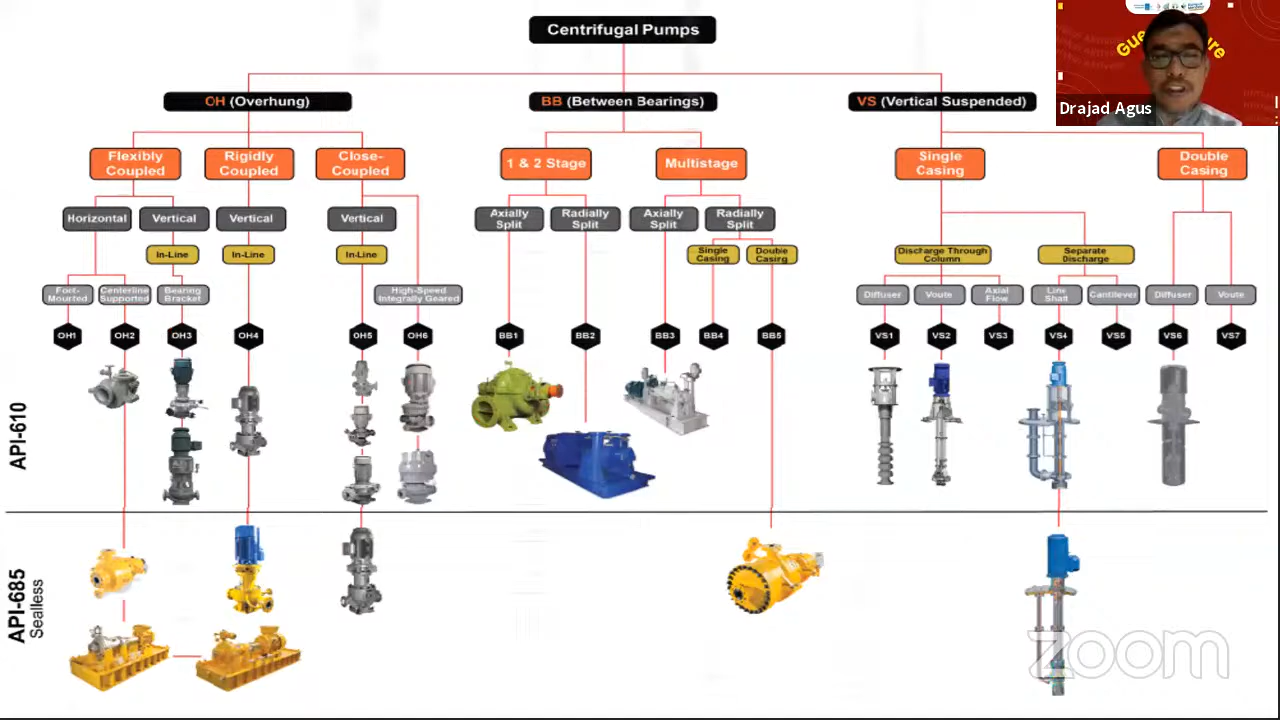 Centrifugal Pumps
Drajad Agus
OH (Overhung)
BB (Between Bearings)
VS (Vertical Suspended)
Flexibly
Coupled
Rigidly
Coupled
Close-
Coupled
1 & 2 Stage
Multistage
Single
Casing
Double
Casing
Horizontal
Vertical
Vertical
Vertical
Axially
Split
Radially
Split
Axially
Split
Radially
Split
In-Line
In-Line
In-Line
Single
Casing
Double
Casing
Discharge Through
Column
Separate
Discharge
Foot-
Mounted
Centerline
Supported
Bearing
Bracket
High-Speed
Integrally Geared
Diffuser
Voute
Axial
Flow
Line
Shaft
Cantilever
Diffuser
Voute
OH1
OH2
OH3
OH4
OH5
OH6
BB1
BB2
BB3
BB4
BB5
VS1
VS2
VS3
VS4
VS5
VS6
VS7
API-610
API-685
Sealless
zoom